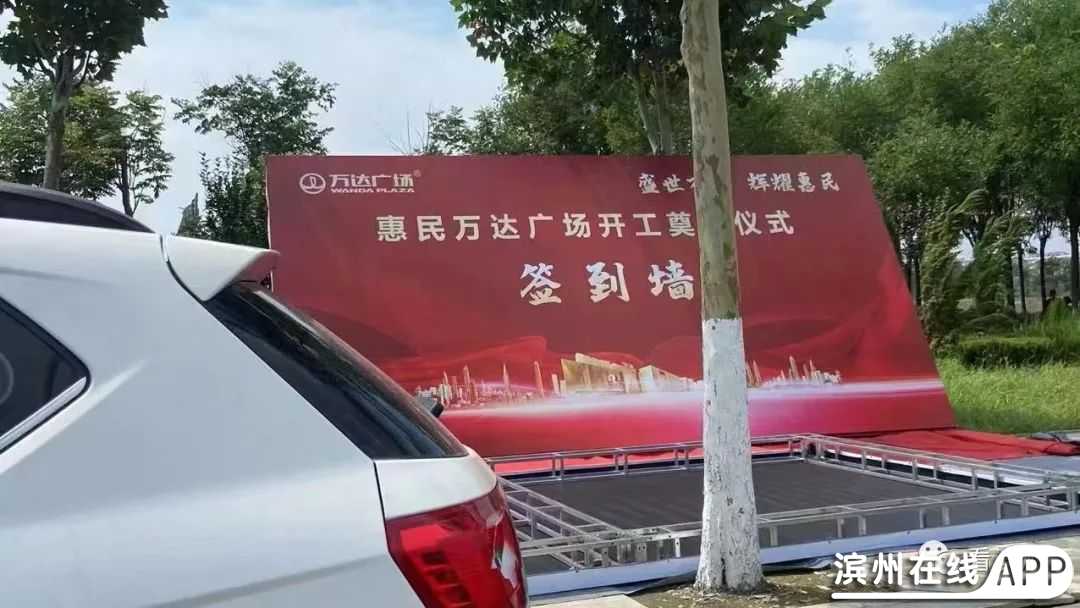 万达广场®
WANDA PLAZA
盛世 辉耀惠民
惠民万达广场开工奠 仪式
签到墙
看
滨州在线APP